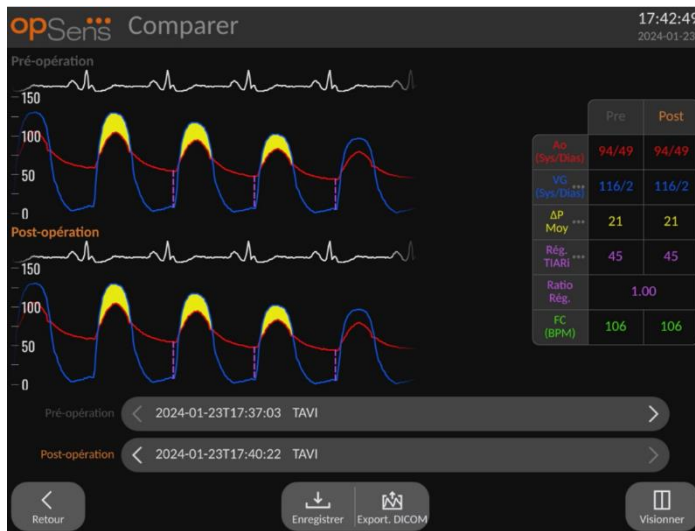 opSens Comparer
17:42:49
2024-01-23
Pré-opération
150
100
50
0
Post-opération
150
100
50
0
Pre Post
Ao (Sys/Dias) 94/49 94/49
VG (Sys/Dias) 116/2 116/2
ΔP Moy 21 21
Rég. TIARi 45 45
Ratio Rég. 1.00
FC (BPM) 106 106
Pré-opération 2024-01-23T17:37:03 TAVI
Post-opération 2024-01-23T17:40:22 TAVI
Retour
Enregistrer
Export. DICOM
Visionner